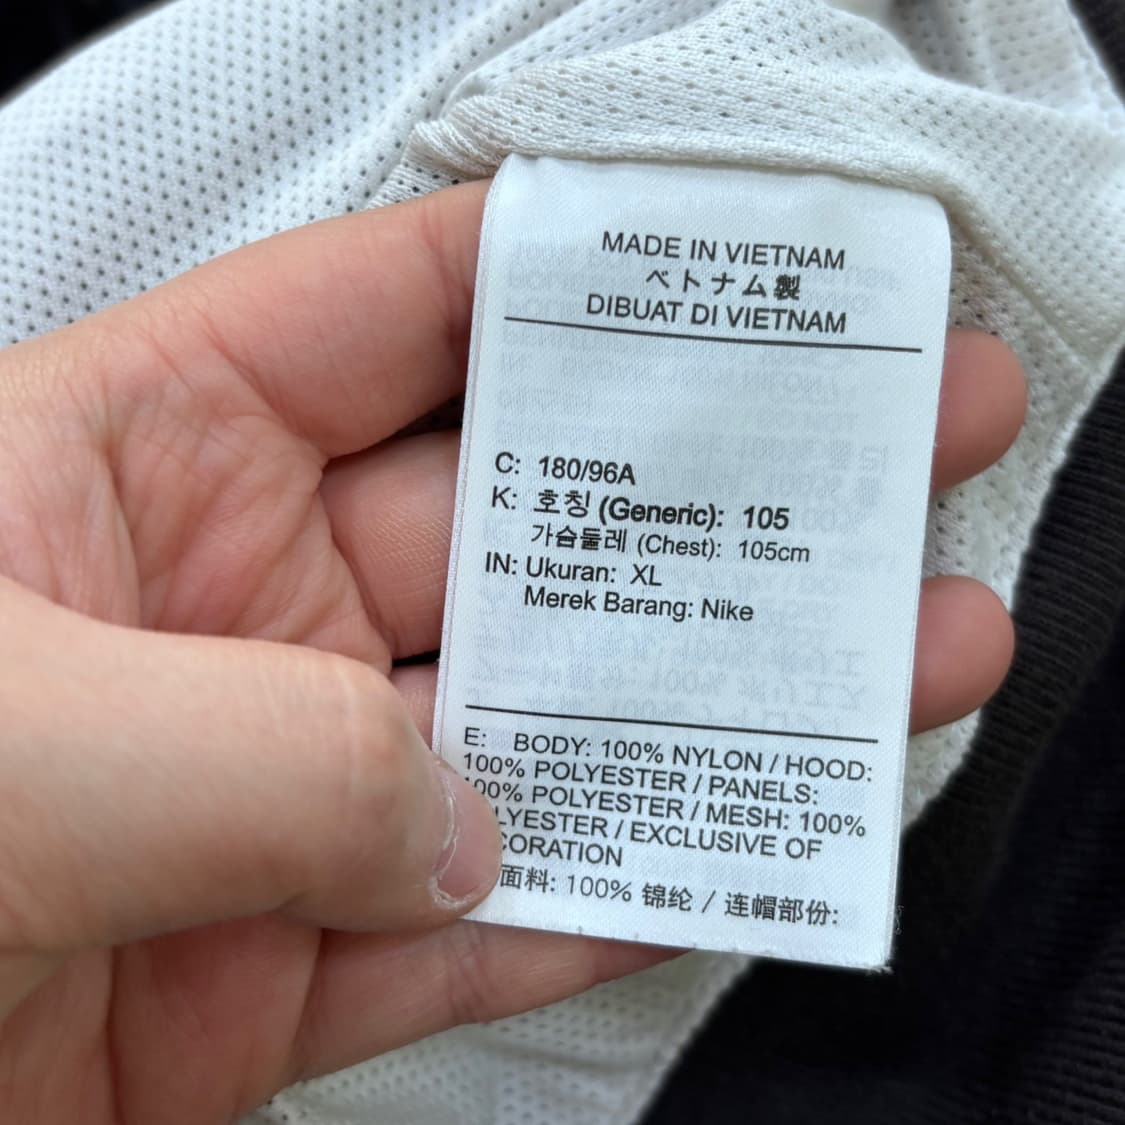 MADE IN VIETNAM
ベトナム製
DIBUAT DI VIETNAM
C: 180/96A
K: 호칭 (Generic): 105
가슴둘레 (Chest): 105cm
IN: Ukuran: XL
Merek Barang: Nike
E: BODY: 100% NYLON / HOOD:
100% POLYESTER / PANELS:
100% POLYESTER / MESH: 100%
LYESTER / EXCLUSIVE OF
CORATION
面料: 100% 锦纶 / 连帽部份: